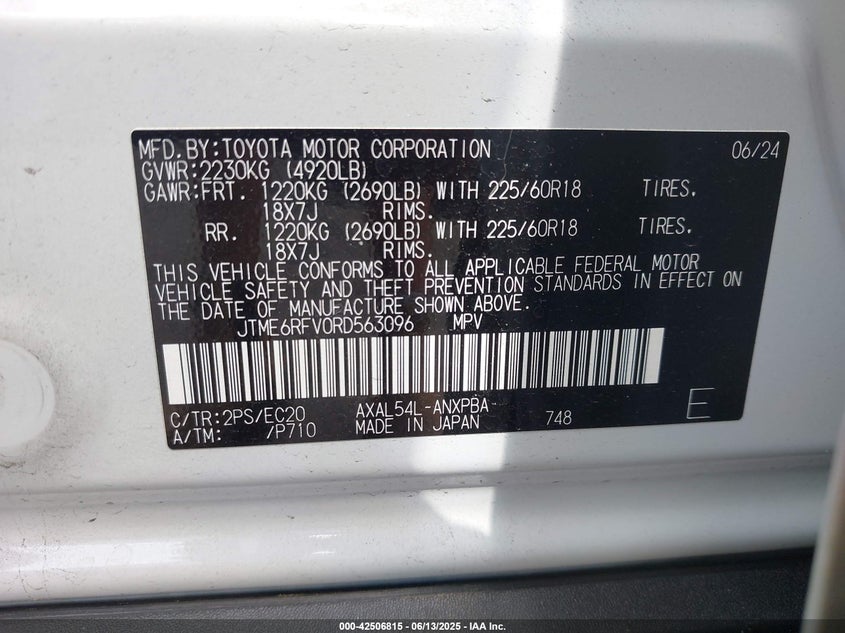 MFD.BY:TOYOTA MOTOR CORPORATION 06/24
GVWR:2230KG (4920LB)
GAWR:FRT. 1220KG (2690LB) WITH 225/60R18 TIRES.
18X7J RIMS.
RR. 1220KG (2690LB) WITH 225/60R18 TIRES.
18X7J RIMS.
THIS VEHICLE CONFORMS TO ALL APPLICABLE FEDERAL MOTOR
VEHICLE SAFETY AND THEFT PREVENTION STANDARDS IN EFFECT ON
THE DATE OF MANUFACTURE SHOWN ABOVE.
JTME6RFV0RD563096 MPV
C/TR:2PS/EC20 AXAL54L-ANXPBA 748 E
A/TM: /P710 MADE IN JAPAN
000-42506815 - 06/13/2025 - IAA Inc.